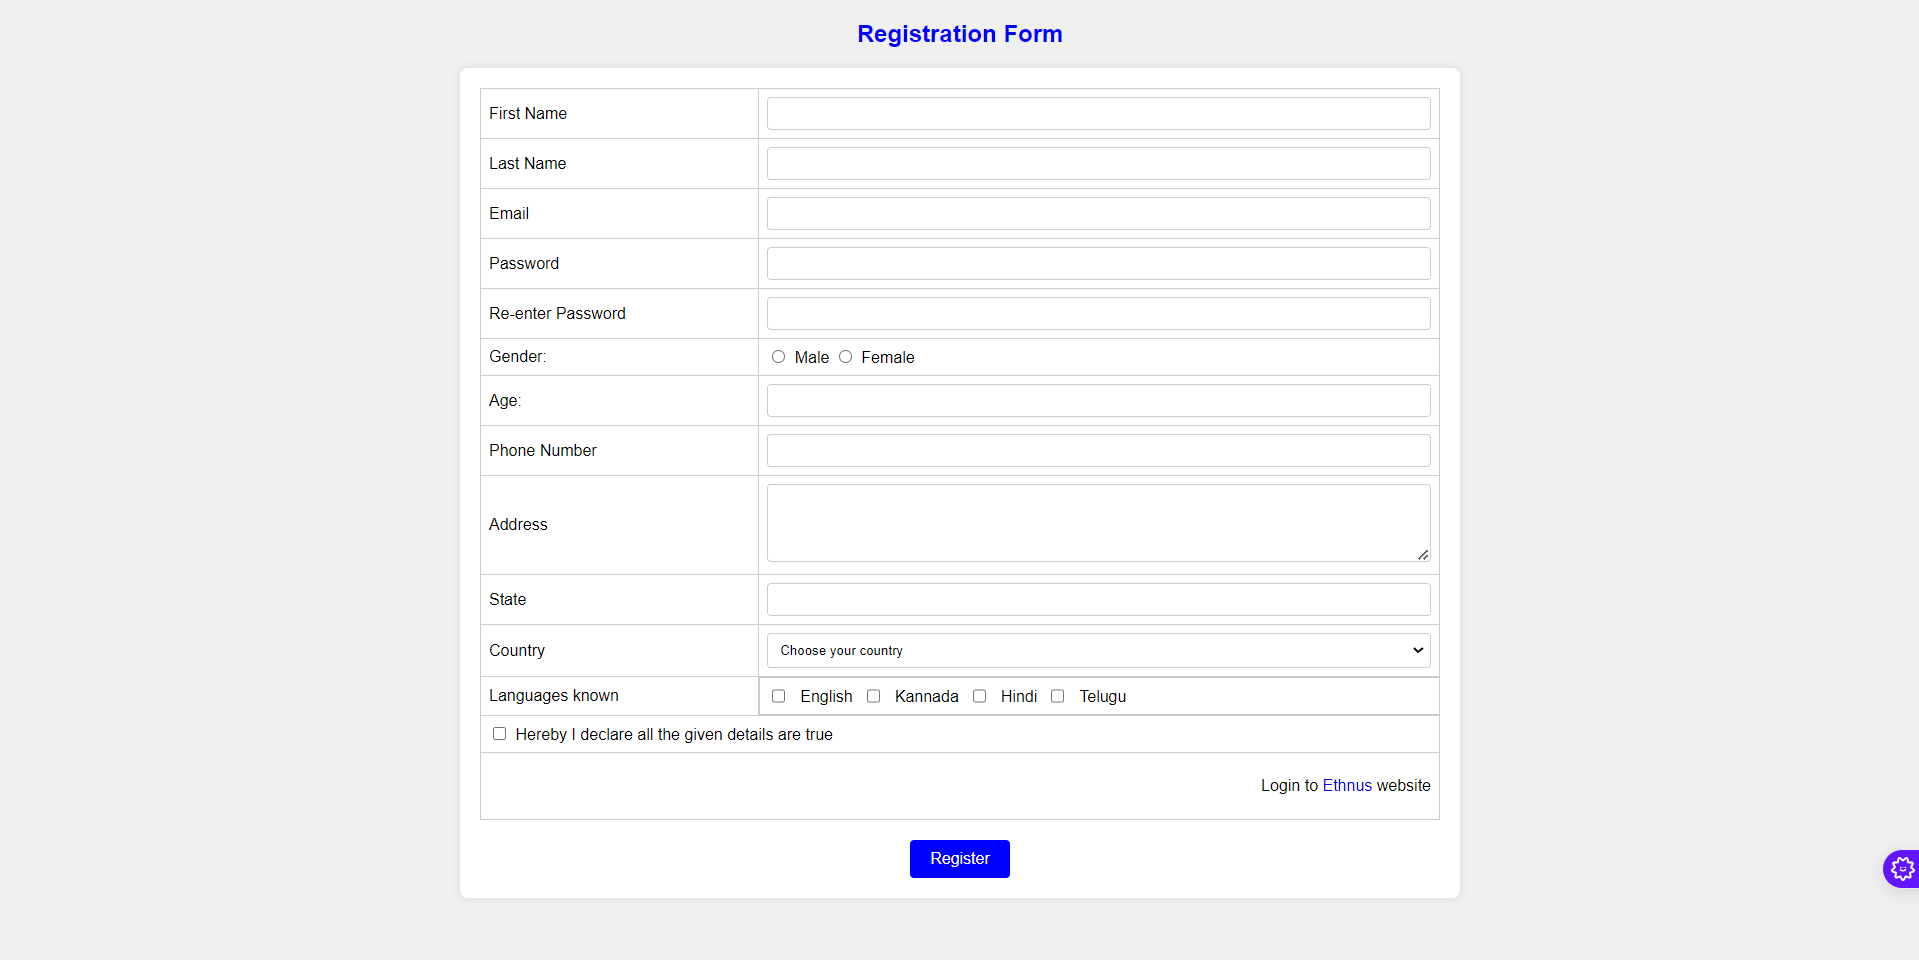 Registration Form
First Name
Last Name
Email
Password
Re-enter Password
Gender: Male Female
Age:
Phone Number
Address
State
Country Choose your country
Languages known English Kannada Hindi Telugu
Hereby I declare all the given details are true
Login to Ethnus website
Register